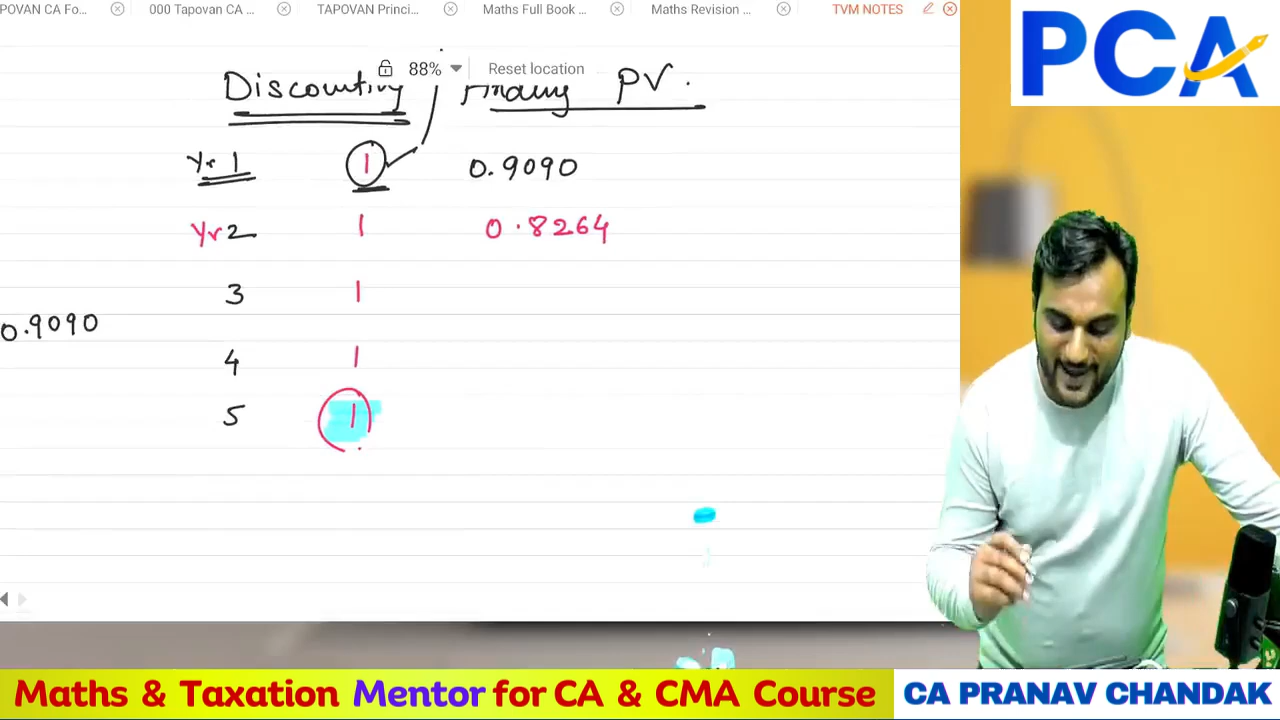 POVAN CA Fo... 000 Tapovan CA ... TAPOVAN Princi... Maths Full Book ... Maths Revision ... TVM NOTES
PCA
88% Reset location
Discounting Finding PV.
Yr 1 1 0.9090
Yr 2 1 0.8264
3 1
0.9090
4 1
5 1
Maths & Taxation Mentor for CA & CMA Course
CA PRANAV CHANDAK